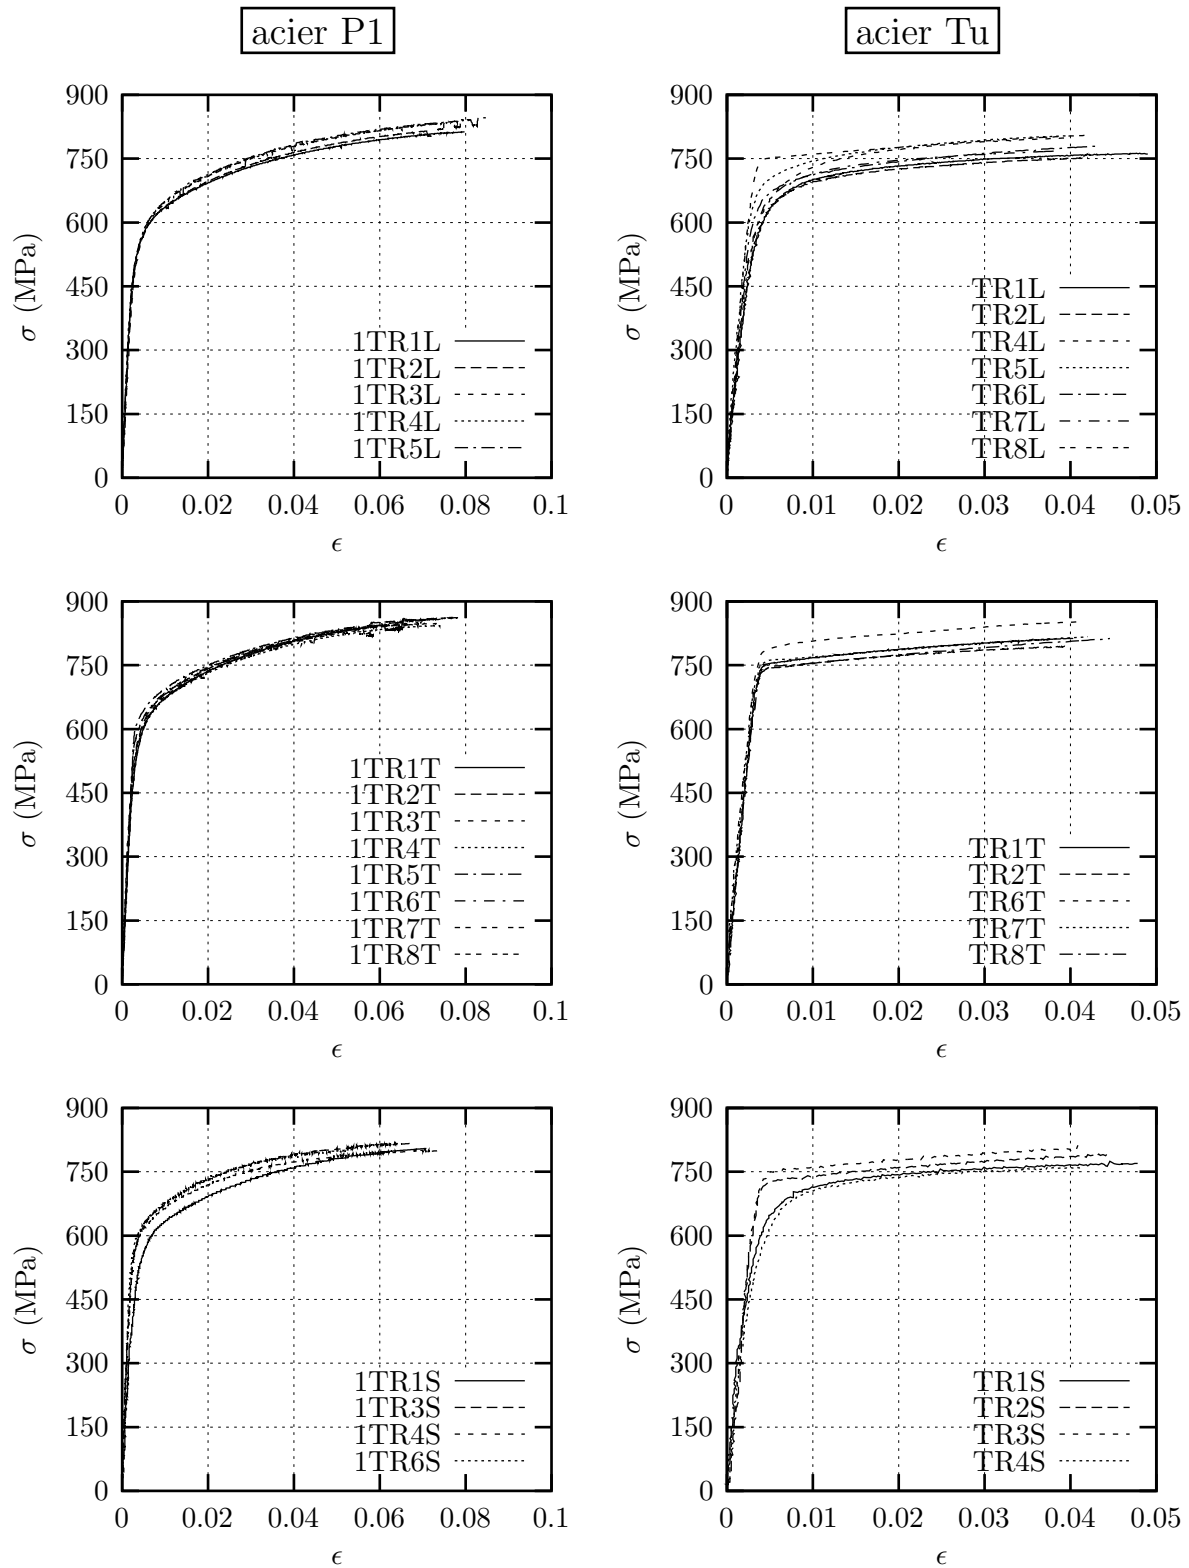 acier P1
acier Tu
900
750
600
450
300
150
0
0
0.02
0.04
0.06
0.08
0.1
σ (MPa)
ϵ
1TR1L
1TR2L
1TR3L
1TR4L
1TR5L
900
750
600
450
300
150
0
0
0.01
0.02
0.03
0.04
0.05
σ (MPa)
ϵ
TR1L
TR2L
TR4L
TR5L
TR6L
TR7L
TR8L
900
750
600
450
300
150
0
0
0.02
0.04
0.06
0.08
0.1
σ (MPa)
ϵ
1TR1T
1TR2T
1TR3T
1TR4T
1TR5T
1TR6T
1TR7T
1TR8T
900
750
600
450
300
150
0
0
0.01
0.02
0.03
0.04
0.05
σ (MPa)
ϵ
TR1T
TR2T
TR6T
TR7T
TR8T
900
750
600
450
300
150
0
0
0.02
0.04
0.06
0.08
0.1
σ (MPa)
ϵ
1TR1S
1TR3S
1TR4S
1TR6S
900
750
600
450
300
150
0
0
0.01
0.02
0.03
0.04
0.05
σ (MPa)
ϵ
TR1S
TR2S
TR3S
TR4S